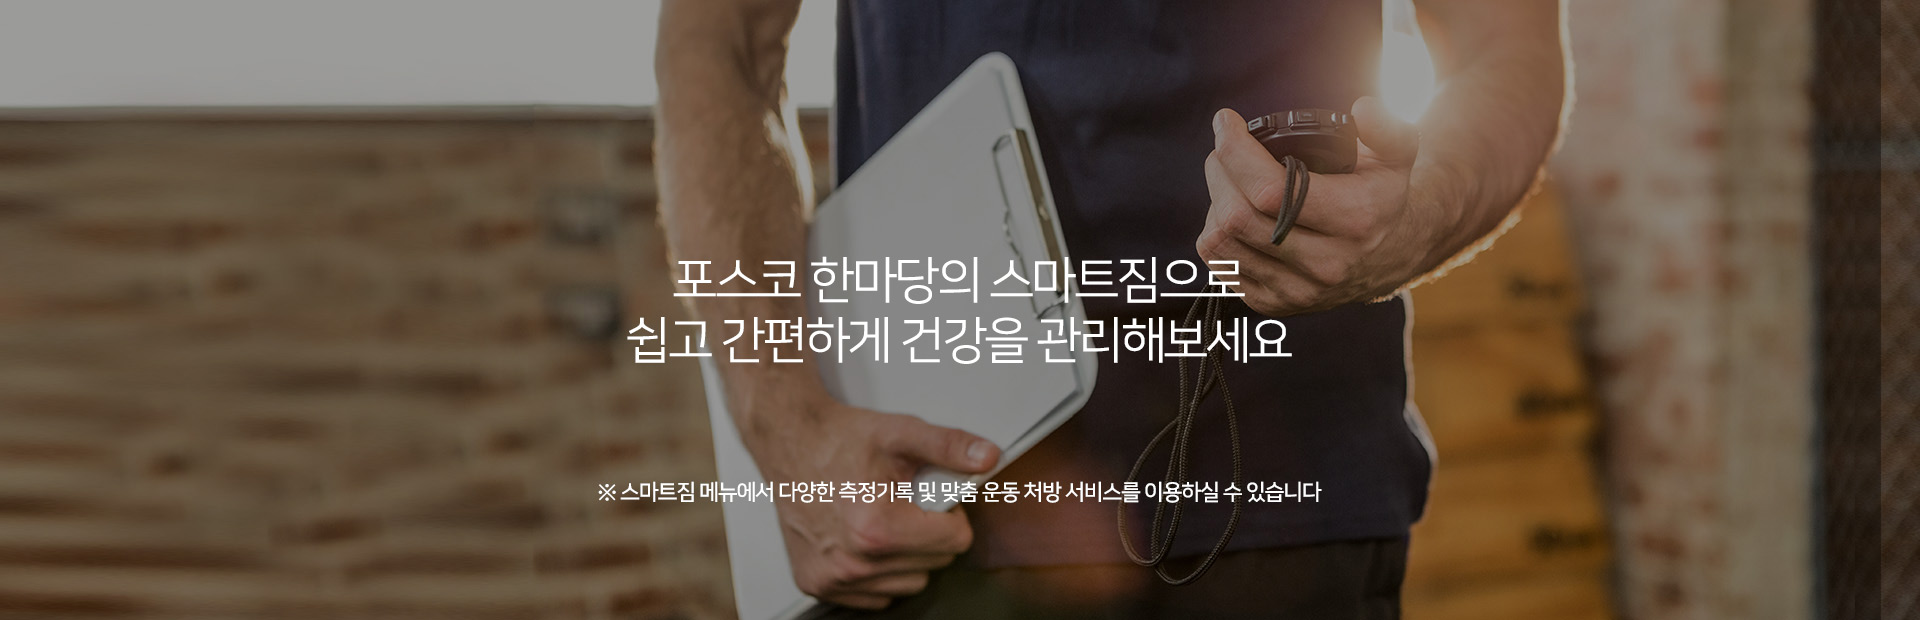 포스코 한마당의 스마트짐으로
쉽고 간편하게 건강을 관리해보세요
※ 스마트짐 메뉴에서 다양한 측정기록 및 맞춤 운동 처방 서비스를 이용하실 수 있습니다